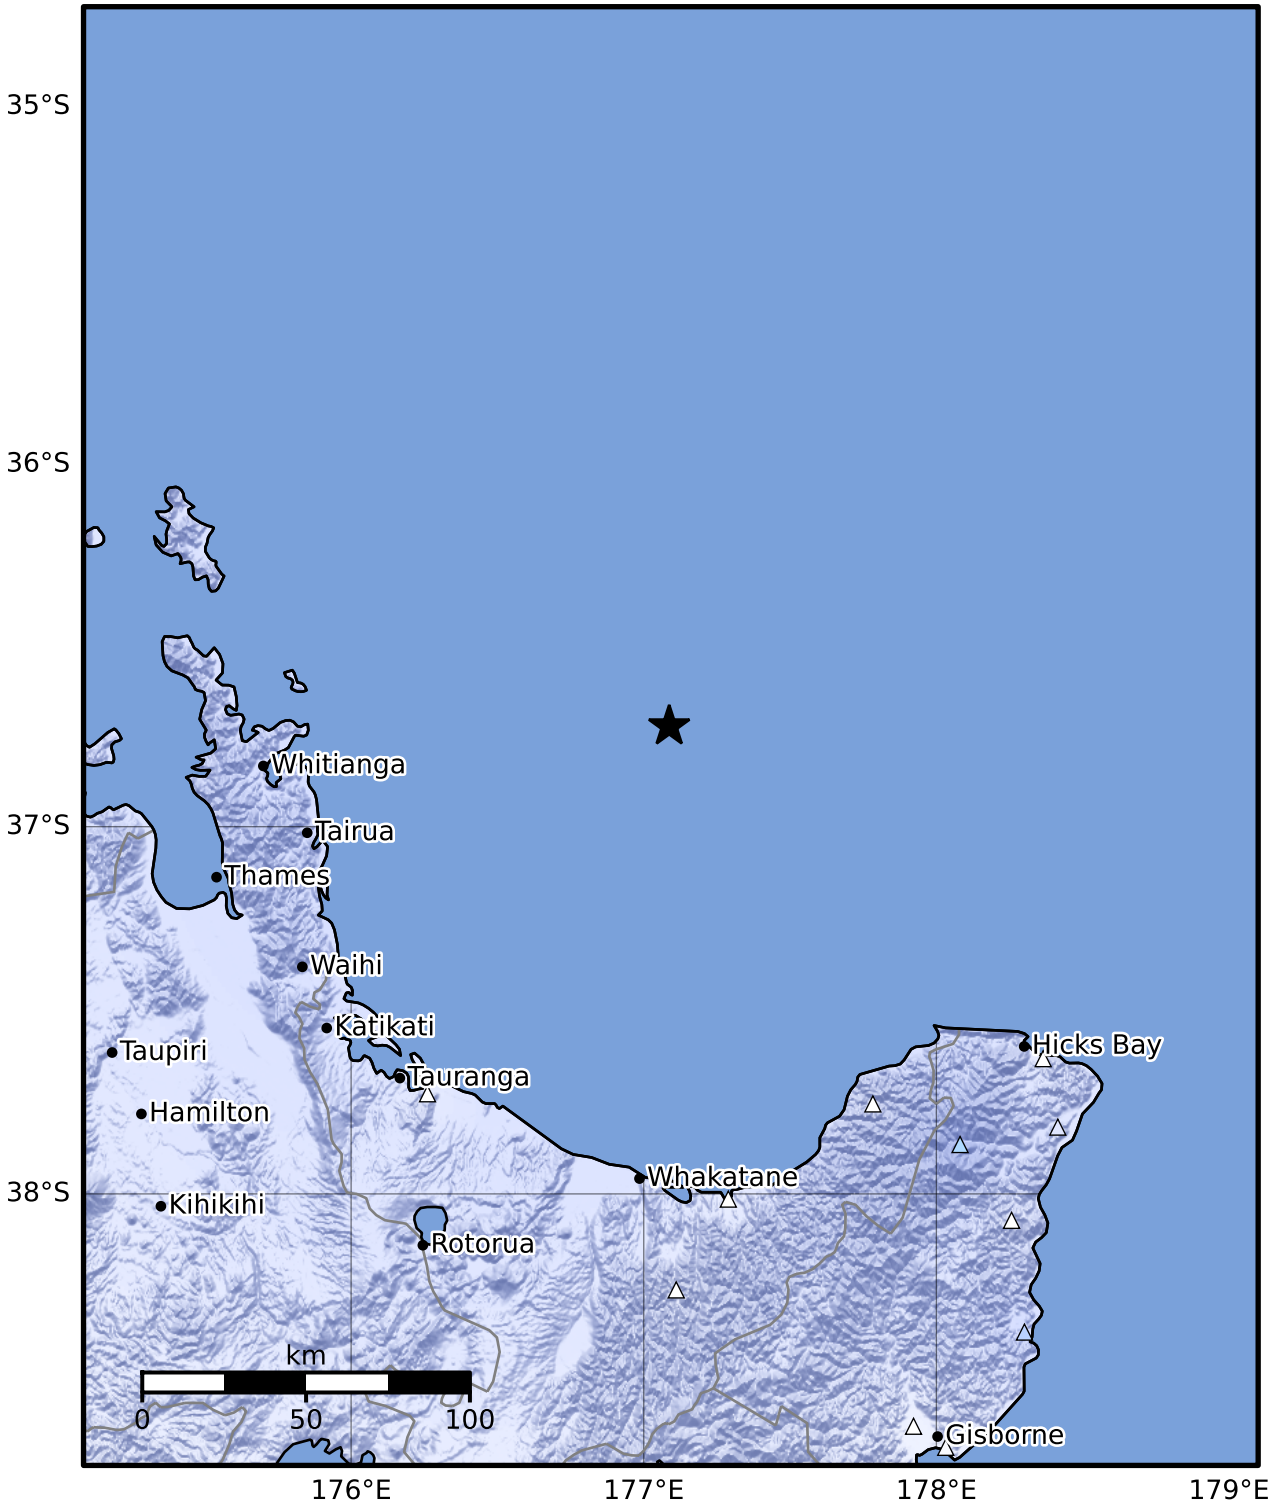 35°S
36°S
Whitianga
37°S
Tairua
Thames
Waihi
Katikati
Hicks Bay
Taupiri
Tauranga
Hamilton
Whakatane
38°S
Kihikihi
Rotorua
km
0 50 100
Gisborne
176°E 177°E 178°E 179°E